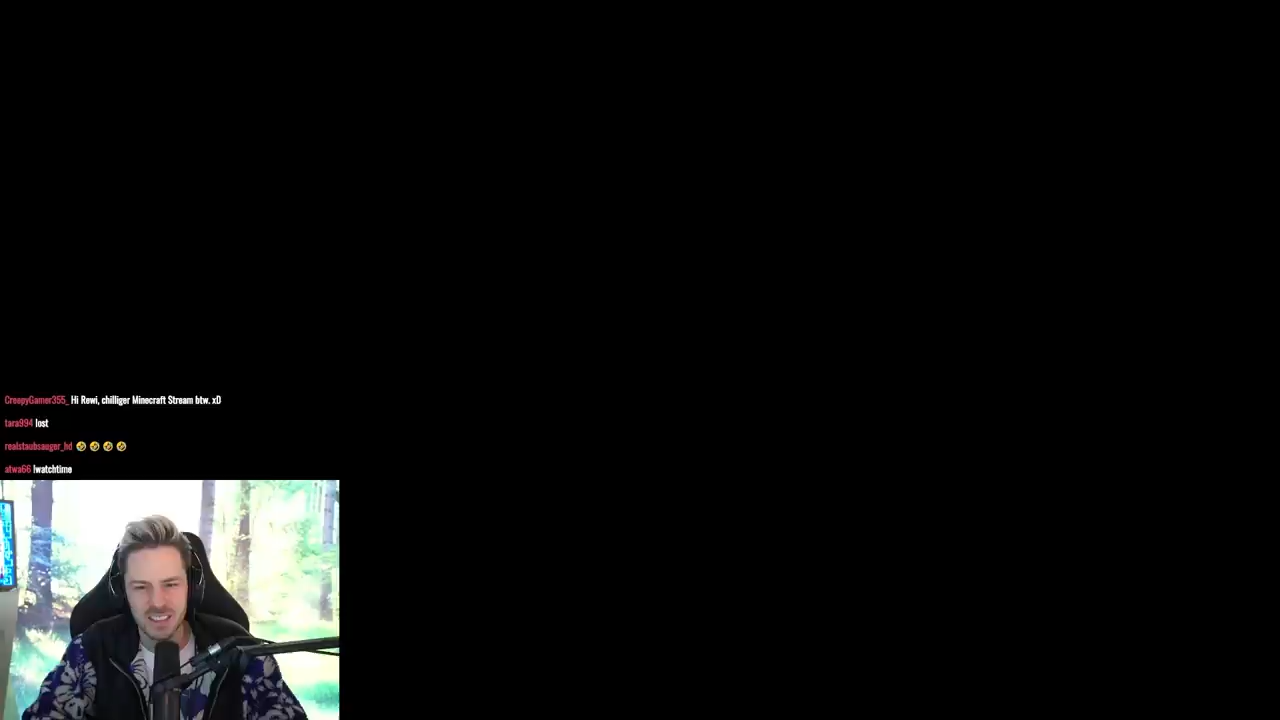 CreepyGamer355_ Hi Rewi, chilliger Minecraft Stream btw. xD
tara994 lost
realstaubsauger_hd 🤣 🤣 🤣 🤣
atwa66 !watchtime